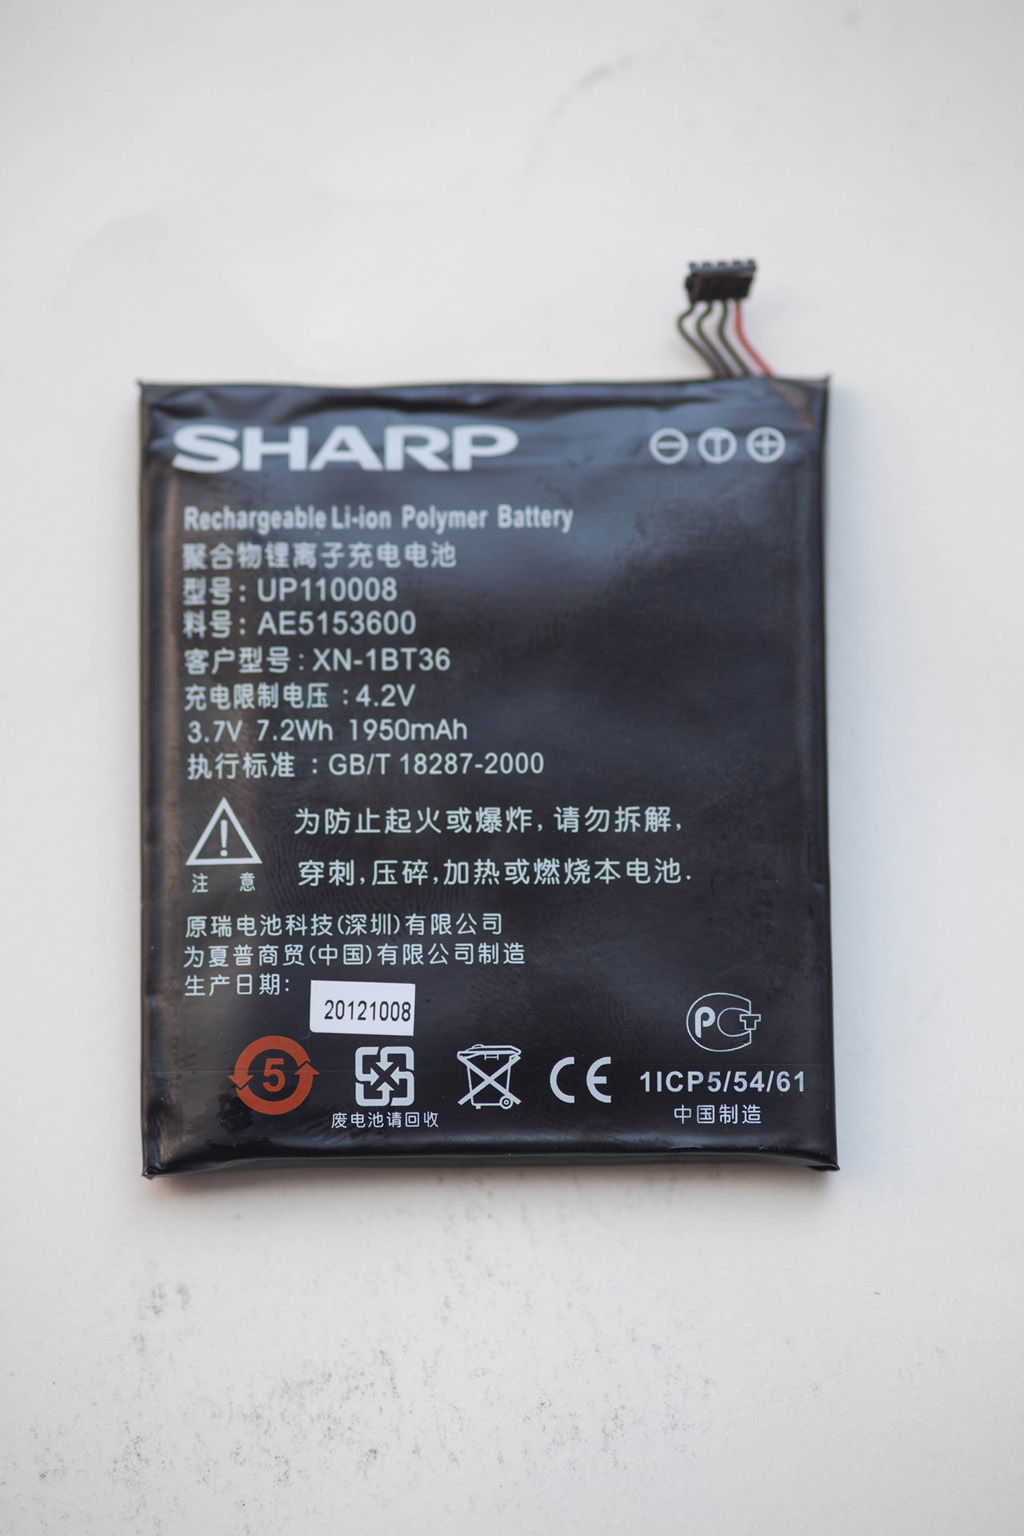 SHARP
Rechargeable Li-ion Polymer Battery
聚合物锂离子充电电池
型号: UP110008
料号: AE5153600
客户型号: XN-1BT36
充电限制电压 :4.2V
3.7V 7.2Wh 1950mAh
执行标准 : GB/T 18287-2000
为防止起火或爆炸, 请勿拆解,
穿刺,压碎,加热或燃烧本电池.
注 意
原瑞电池科技(深圳)有限公司
为夏普商贸(中国)有限公司制造
生产日期:
20121008
5
废电池请回收
CE
PCT
1ICP5/54/61
中国制造